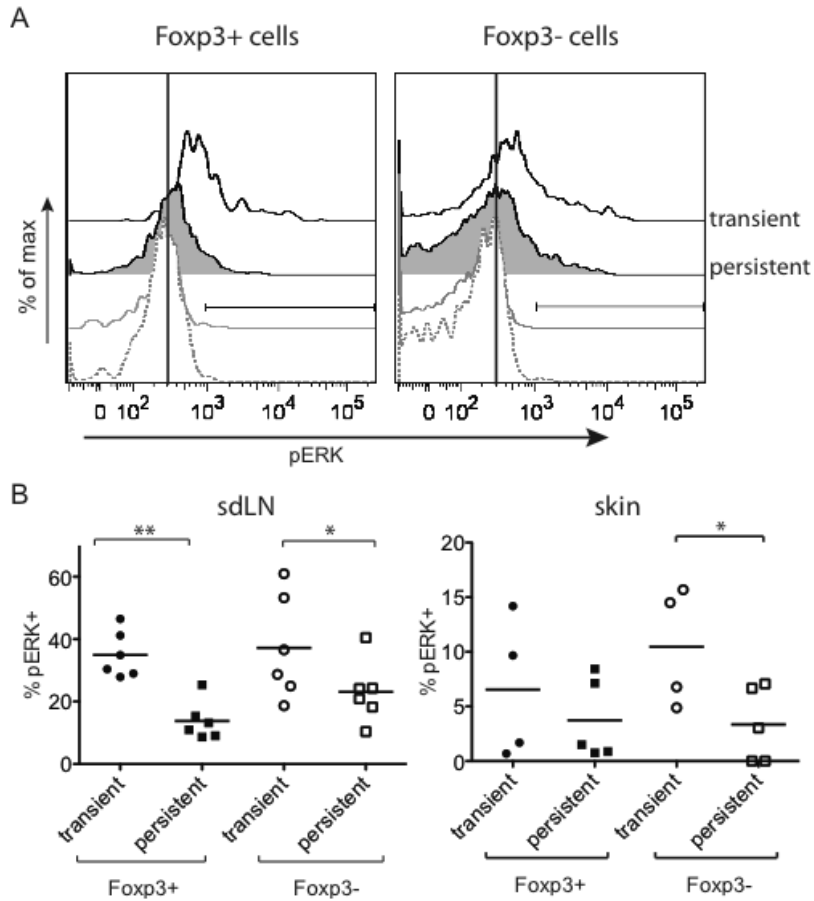 A
Foxp3+ cells
Foxp3- cells
% of max
transient
persistent
0 10² 10³ 10⁴ 10⁵
0 10² 10³ 10⁴ 10⁵
pERK
B
sdLN
**
*
% pERK+
60
40
20
0
transient
persistent
transient
persistent
Foxp3+
Foxp3-
skin
*
% pERK+
20
15
10
5
0
transient
persistent
transient
persistent
Foxp3+
Foxp3-